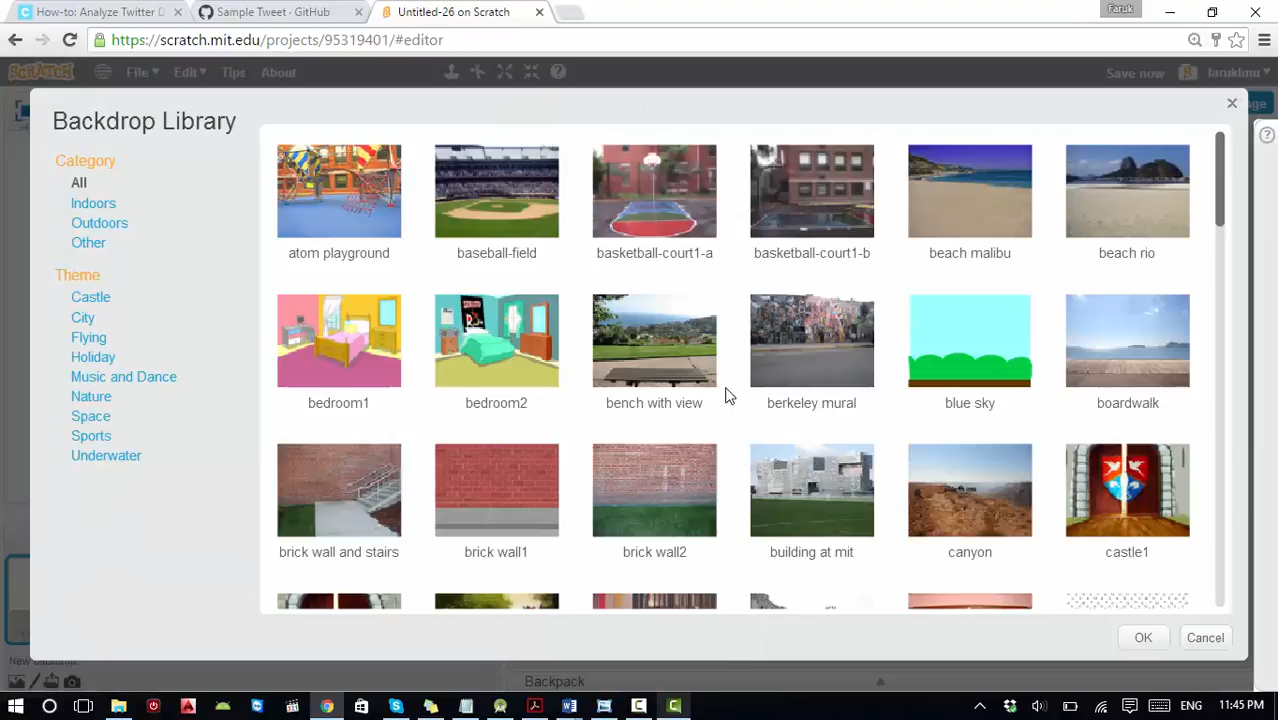 How-to: Analyze Twitter D
Sample Tweet · GitHub
Untitled-26 on Scratch
Faruk
https://scratch.mit.edu/projects/95319401/#editor
SCRATCH File Edit Tips About Save now faruklmu
Backdrop Library
Category
All
Indoors
Outdoors
Other
Theme
Castle
City
Flying
Holiday
Music and Dance
Nature
Space
Sports
Underwater
atom playground baseball-field basketball-court1-a basketball-court1-b beach malibu beach rio
bedroom1 bedroom2 bench with view berkeley mural blue sky boardwalk
brick wall and stairs brick wall1 brick wall2 building at mit canyon castle1
OK Cancel
New backdrop:
Backpack
ENG 11:45 PM